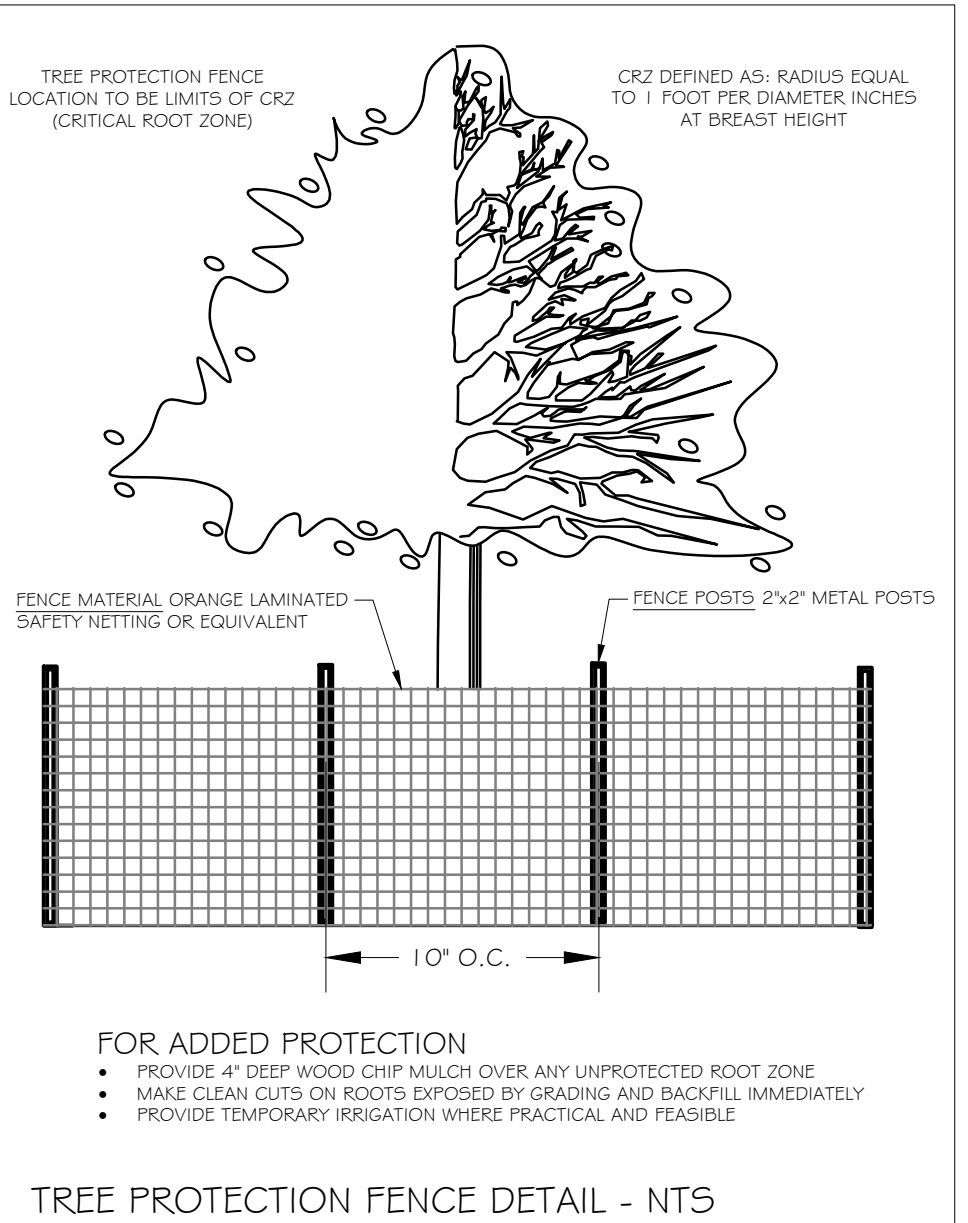 TREE PROTECTION FENCE
LOCATION TO BE LIMITS OF CRZ
(CRITICAL ROOT ZONE)
CRZ DEFINED AS: RADIUS EQUAL
TO 1 FOOT PER DIAMETER INCHES
AT BREAST HEIGHT
FENCE MATERIAL ORANGE LAMINATED
SAFETY NETTING OR EQUIVALENT
FENCE POSTS 2"x2" METAL POSTS
10" O.C.
FOR ADDED PROTECTION
• PROVIDE 4" DEEP WOOD CHIP MULCH OVER ANY UNPROTECTED ROOT ZONE
• MAKE CLEAN CUTS ON ROOTS EXPOSED BY GRADING AND BACKFILL IMMEDIATELY
• PROVIDE TEMPORARY IRRIGATION WHERE PRACTICAL AND FEASIBLE
TREE PROTECTION FENCE DETAIL - NTS